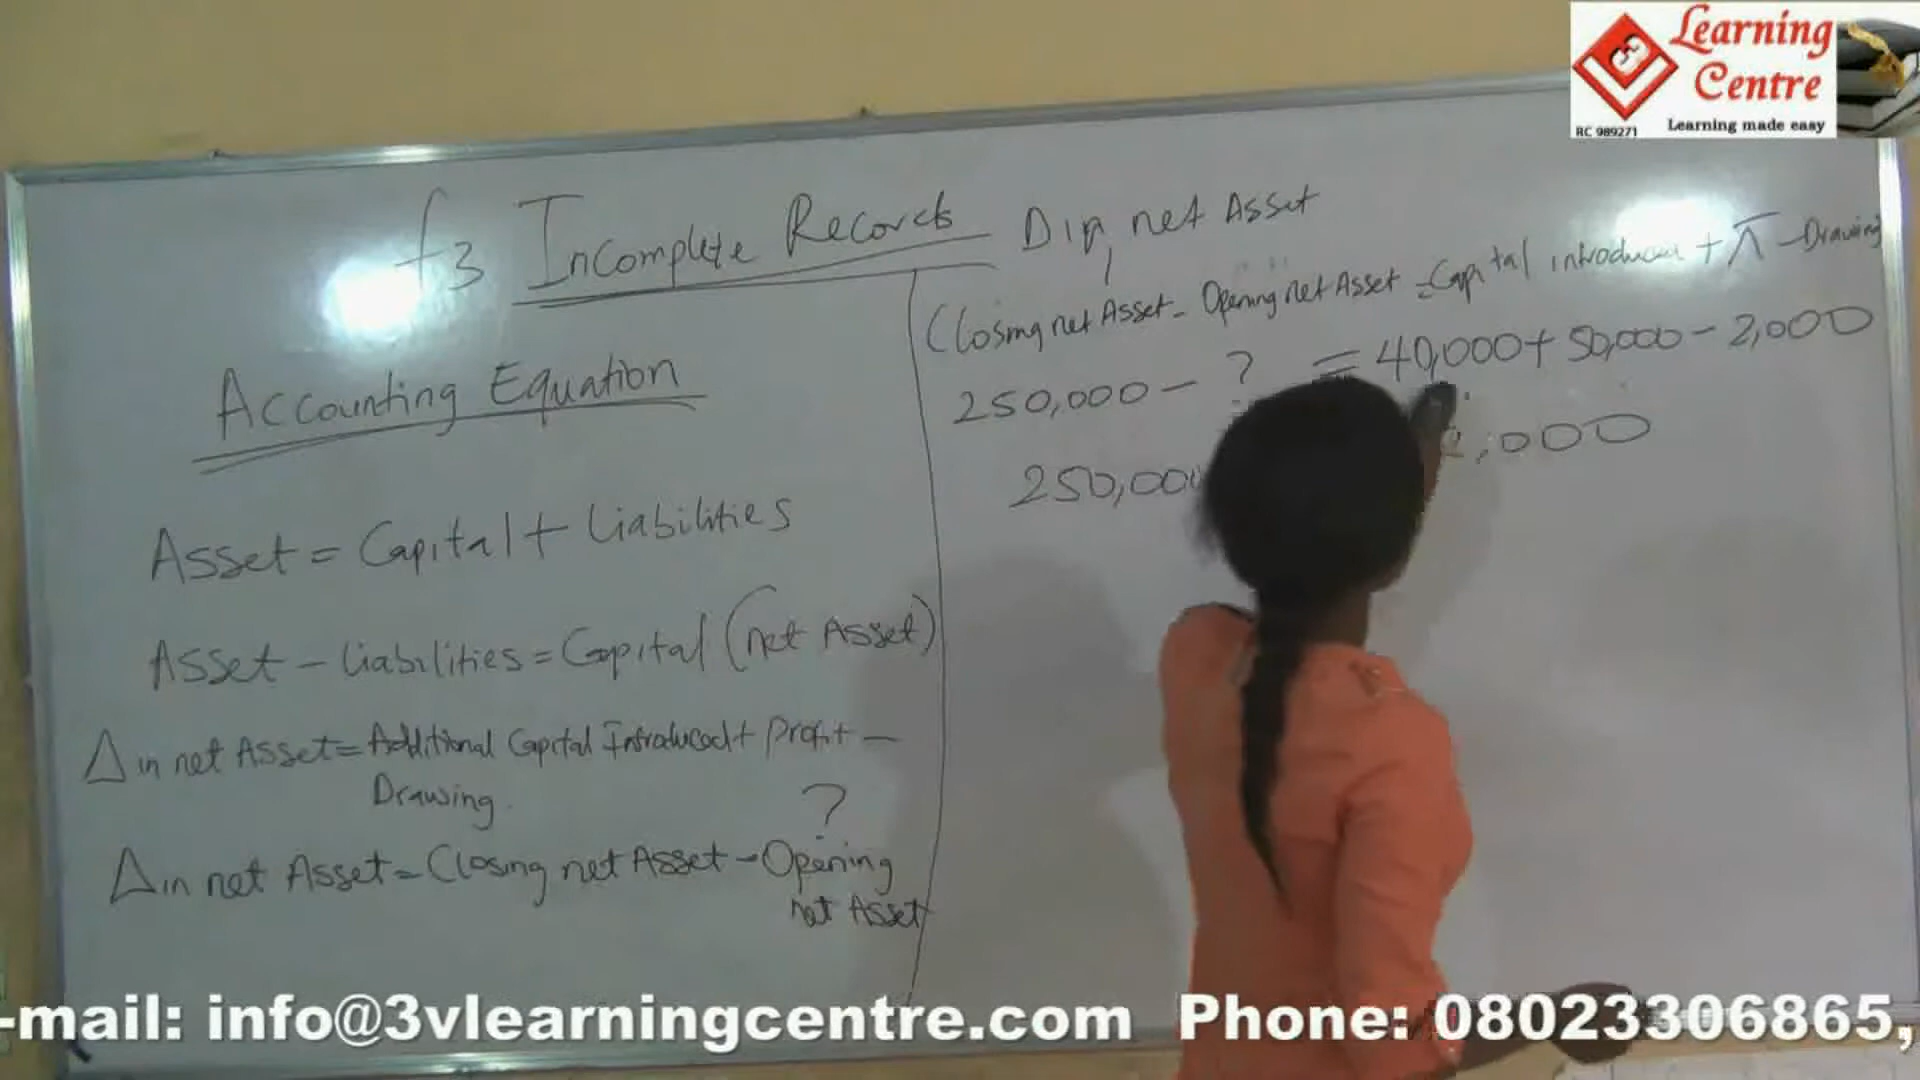 Learning
Centre
RC 989271
Learning made easy
f3 Incomplete Records
Accounting Equation
Asset = Capital + Liabilities
Asset - Liabilities = Capital (net Asset)
Δ in net Asset = Additional Capital Introduced + Profit -
Drawing
?
Δ in net Asset = Closing net Asset - Opening
net Asset
in net Asset
Closing net Asset - Opening net Asset = Capital introduced + π - Drawing
250,000 - ? = 40,000 + 50,000 - 2,000
250,000 ,000
-mail: info@3vlearningcentre.com Phone: 08023306865,